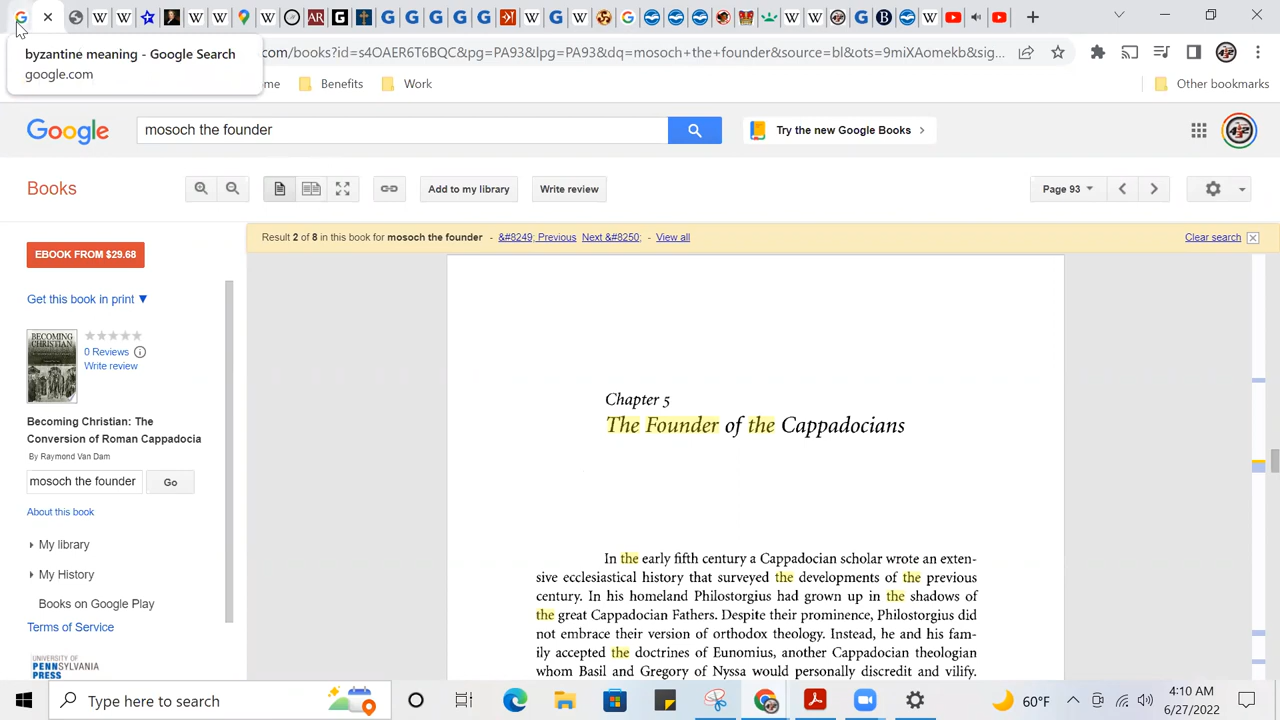 byzantine meaning - Google Search
google.com
com/books?id=s4OAER6T6BQC&pg=PA93&lpg=PA93&dq=mosoch+the+founder&source=bl&ots=9miXAomekb&sig...
me
Benefits
Work
Other bookmarks
Google
mosoch the founder
Try the new Google Books
Books
Add to my library
Write review
Page 93
Result 2 of 8 in this book for mosoch the founder - &#8249; Previous Next &#8250; - View all
Clear search
EBOOK FROM $29.68
Get this book in print ▼
BECOMING
CHRISTIAN
0 Reviews
Write review
Becoming Christian: The
Conversion of Roman Cappadocia
By Raymond Van Dam
mosoch the founder
Go
About this book
My library
My History
Books on Google Play
Terms of Service
UNIVERSITY OF
PENNSYLVANIA
PRESS
Chapter 5
The Founder of the Cappadocians
In the early fifth century a Cappadocian scholar wrote an exten-
sive ecclesiastical history that surveyed the developments of the previous
century. In his homeland Philostorgius had grown up in the shadows of
the great Cappadocian Fathers. Despite their prominence, Philostorgius did
not embrace their version of orthodox theology. Instead, he and his fam-
ily accepted the doctrines of Eunomius, another Cappadocian theologian
whom Basil and Gregory of Nyssa would personally discredit and vilify.
Type here to search
60°F
4:10 AM
6/27/2022